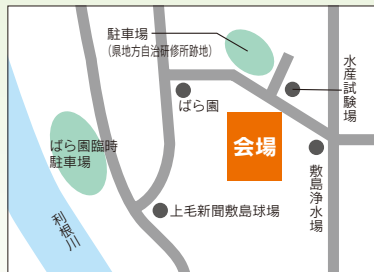 駐車場
（県地方自治研修所跡地）
水産試験場
ばら園
会場
ばら園臨時
駐車場
敷島浄水場
上毛新聞敷島球場
利根川